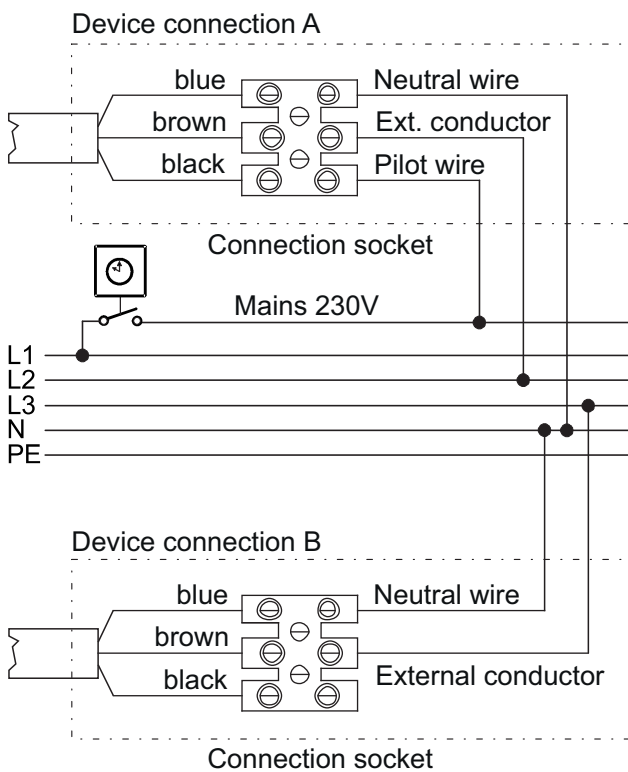 Device connection A
blue Neutral wire
brown Ext. conductor
black Pilot wire
Connection socket
Mains 230V
L1
L2
L3
N
PE
Device connection B
blue Neutral wire
brown
black External conductor
Connection socket